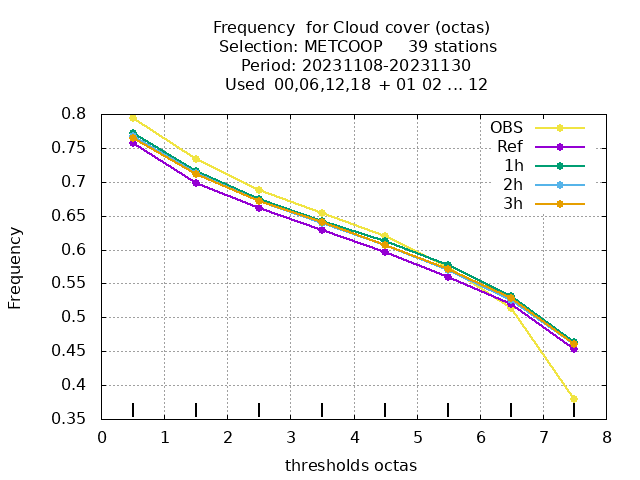 Frequency  for Cloud cover (octas)
Selection: METCOOP     39 stations
Period: 20231108-20231130
Used  00,06,12,18  + 01 02 ... 12
OBS
Ref
1h
2h
3h
0.8
0.75
0.7
0.65
0.6
0.55
0.5
0.45
0.4
0.35
Frequency
0 1 2 3 4 5 6 7 8
thresholds octas